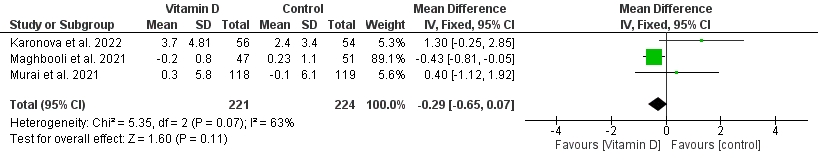 Vitamin D Control Mean Difference Mean Difference
Study or Subgroup Mean SD Total Mean SD Total Weight IV, Fixed, 95% CI IV, Fixed, 95% CI
Karonova et al. 2022 3.7 4.81 56 2.4 3.4 54 5.3% 1.30 [-0.25, 2.85]
Maghbooli et al. 2021 -0.2 0.8 47 0.23 1.1 51 89.1% -0.43 [-0.81, -0.05]
Murai et al. 2021 0.3 5.8 118 -0.1 6.1 119 5.6% 0.40 [-1.12, 1.92]
Total (95% CI) 221 224 100.0% -0.29 [-0.65, 0.07]
Heterogeneity: Chi² = 5.35, df = 2 (P = 0.07); I² = 63%
Test for overall effect: Z = 1.60 (P = 0.11)
-4 -2 0 2 4
Favours [Vitamin D] Favours [control]